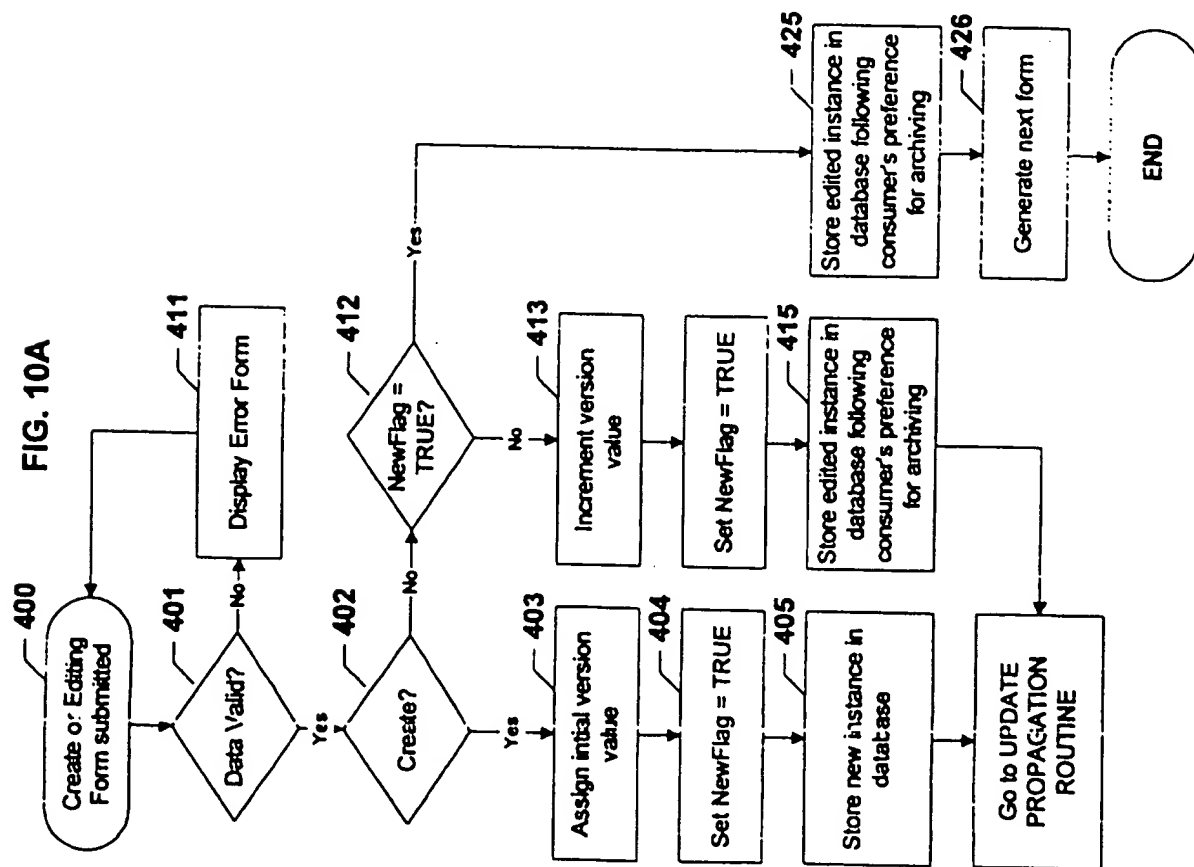 FIG. 10A
400
Create or Editing
Form submitted
401
Data Valid?
No
Yes
411
Display Error Form
402
Create?
No
Yes
412
NewFlag =
TRUE?
Yes
No
403
Assign initial version
value
404
Set NewFlag = TRUE
405
Store new instance in
datatbase
413
Increment version
value
Set NewFlag = TRUE
415
Store edited instance in
database following
consumer's preference
for archiving
Go to UPDATE
PROPAGATION
ROUTINE
425
Store edited instance in
database following
consumer's preference
for archiving
426
Generate next form
END